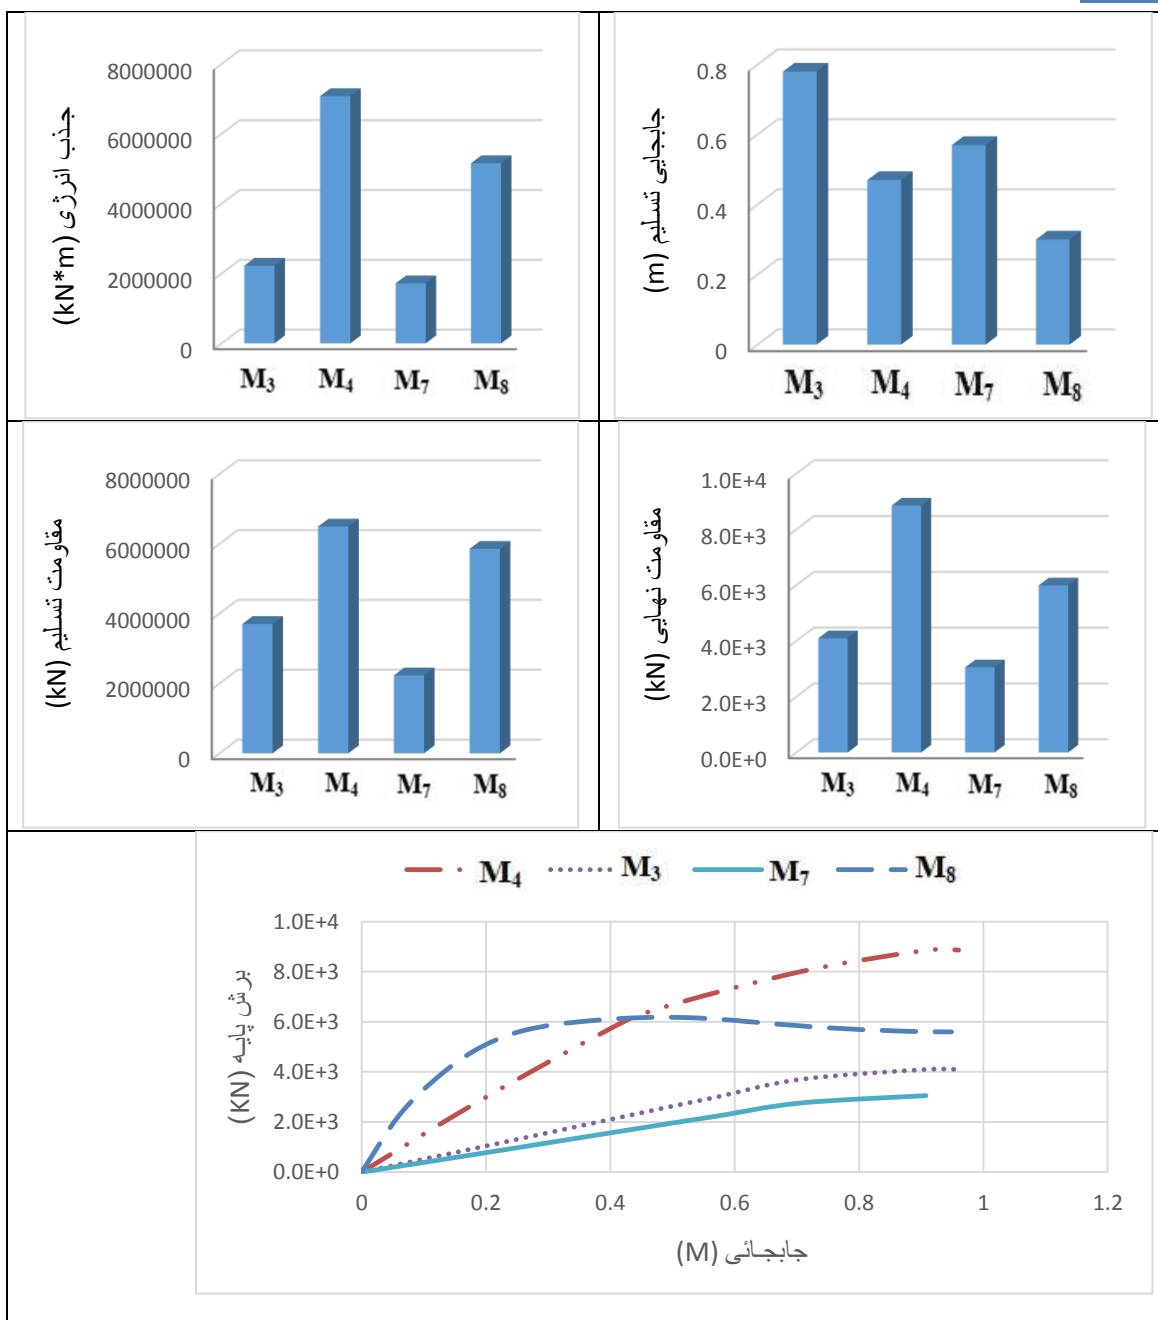 8000000
6000000
4000000
2000000
0
جذب انرژی (kN*m)
M₃ M₄ M₇ M₈
0.8
0.6
0.4
0.2
0
جابجایی تسلیم (m)
M₃ M₄ M₇ M₈
8000000
6000000
4000000
2000000
0
مقاومت تسلیم (kN)
M₃ M₄ M₇ M₈
1.0E+4
8.0E+3
6.0E+3
4.0E+3
2.0E+3
0.0E+0
مقاومت نهایی (kN)
M₃ M₄ M₇ M₈
M₄ M₃ M₇ M₈
1.0E+4
8.0E+3
6.0E+3
4.0E+3
2.0E+3
0.0E+0
برش پایه (KN)
0 0.2 0.4 0.6 0.8 1 1.2
جابجائی (M)